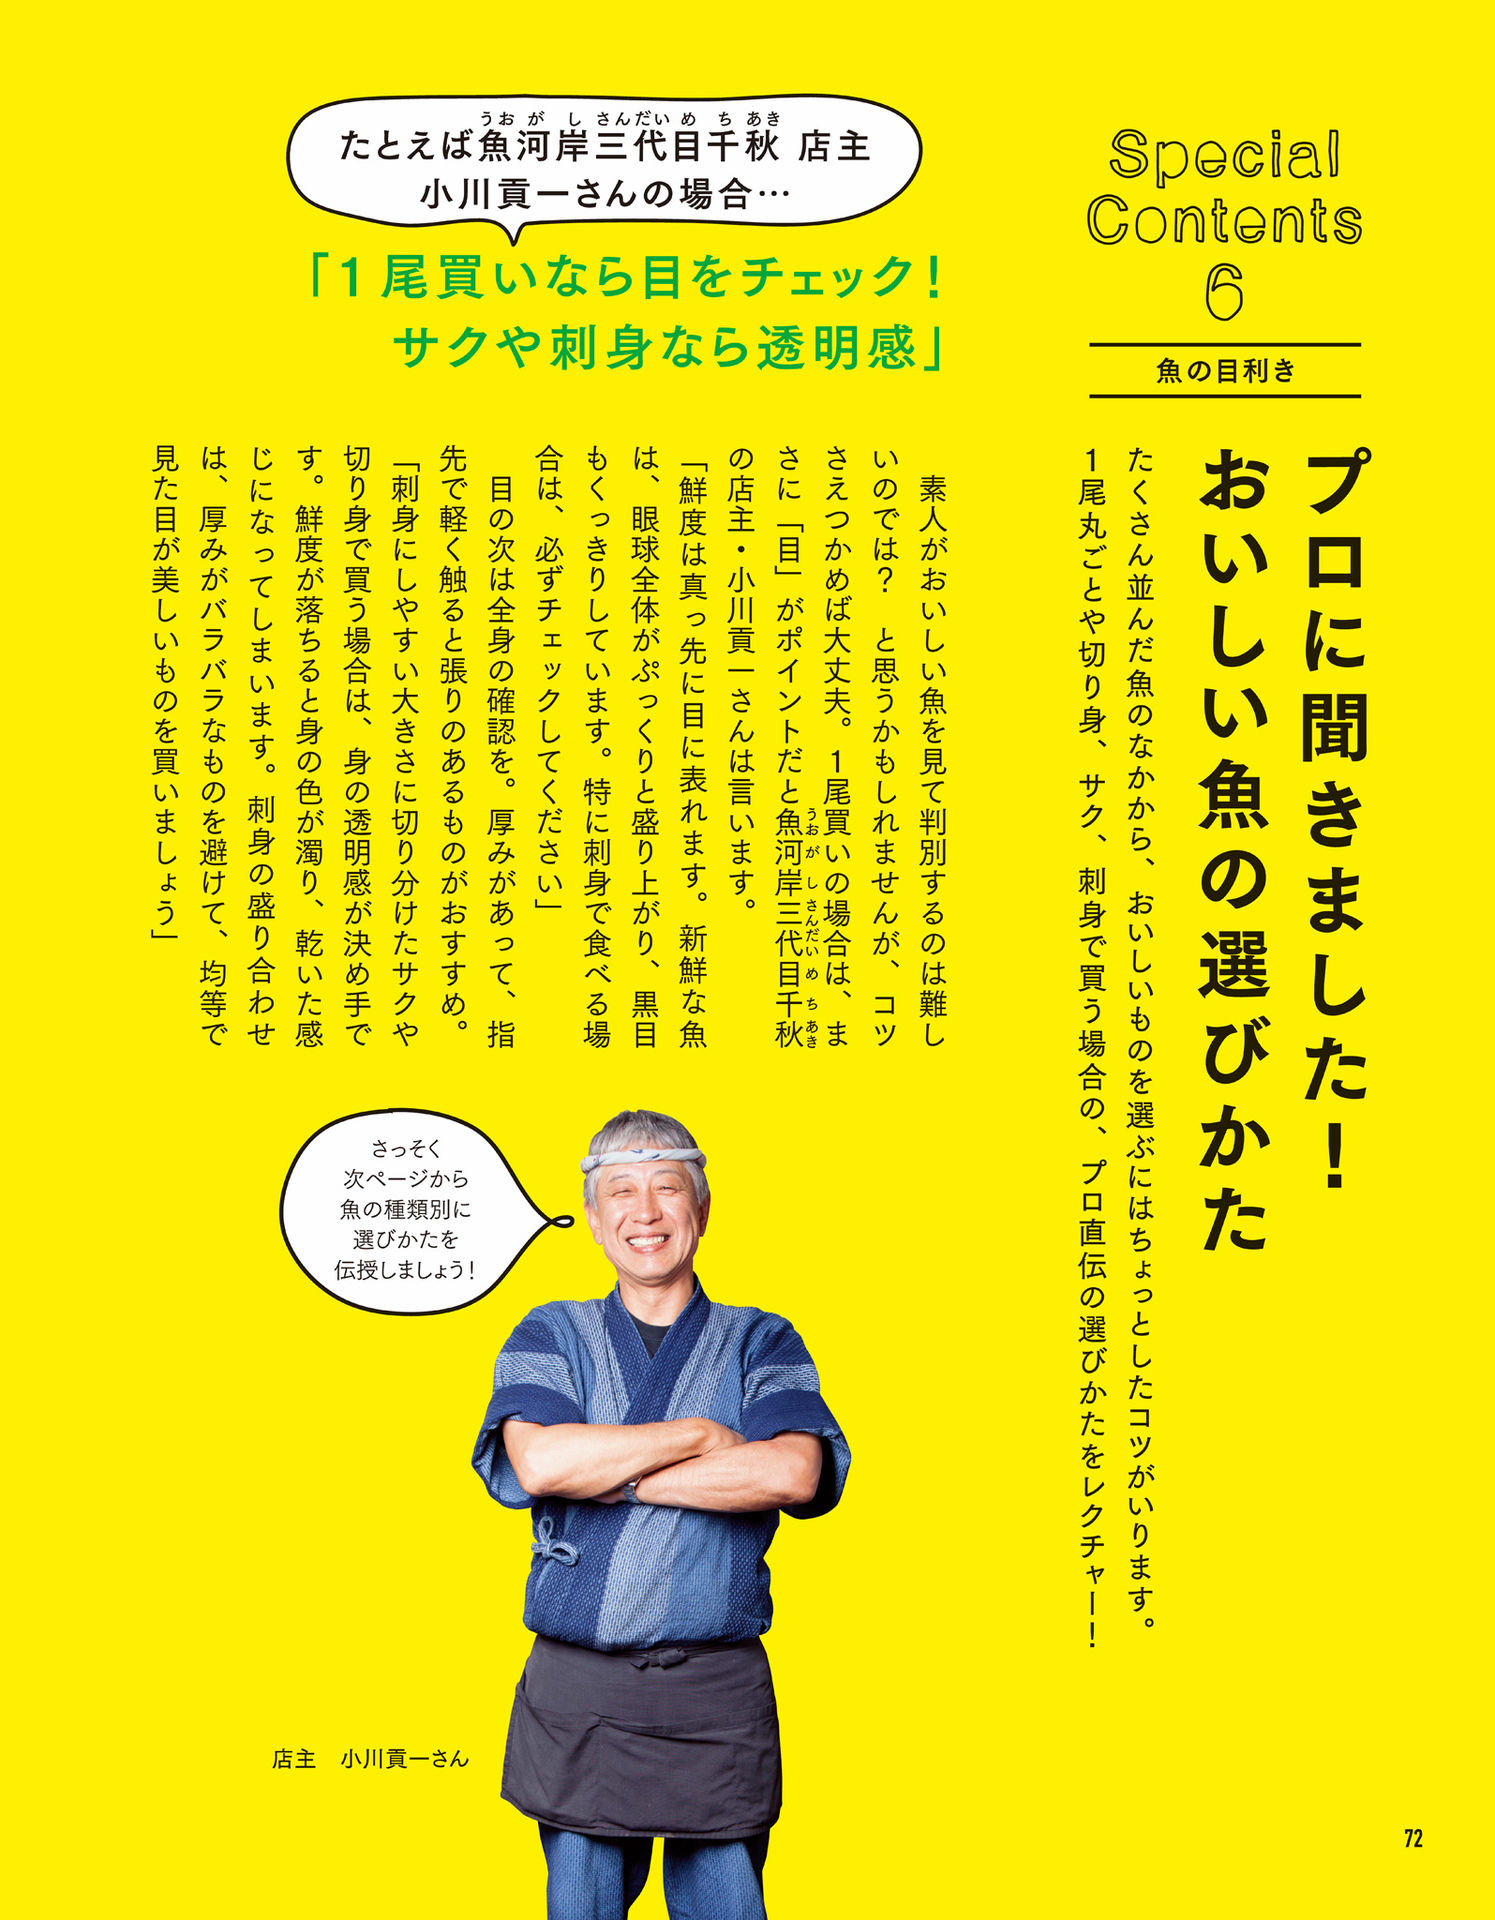 Special
Contents
6
魚の目利き
プロに聞きました！
おいしい魚の選びかた
たくさん並んだ魚のなかから、おいしいものを選ぶにはちょっとしたコツがいります。
1尾丸ごとや切り身、サク、刺身で買う場合の、プロ直伝の選びかたをレクチャー！
うおがしさんだいめちあき
たとえば魚河岸三代目千秋 店主
小川貢一さんの場合…
「1尾買いなら目をチェック！
サクや刺身なら透明感」
素人がおいしい魚を見て判別するのは難し
いのでは？ と思うかもしれませんが、コツ
さえつかめば大丈夫。1尾買いの場合は、ま
さに「目」がポイントだと魚河岸三代目千秋
うおがしさんだいめちあき
の店主・小川貢一さんは言います。
「鮮度は真っ先に目に表れます。新鮮な魚
は、眼球全体がぷっくりと盛り上がり、黒目
もくっきりしています。特に刺身で食べる場
合は、必ずチェックしてください」
目の次は全身の確認を。厚みがあって、指
先で軽く触ると張りのあるものがおすすめ。
「刺身にしやすい大きさに切り分けたサクや
切り身で買う場合は、身の透明感が決め手で
す。鮮度が落ちると身の色が濁り、乾いた感
じになってしまいます。刺身の盛り合わせ
は、厚みがバラバラなものを避けて、均等で
見た目が美しいものを買いましょう」
さっそく
次ページから
魚の種類別に
選びかたを
伝授しましょう！
店主 小川貢一さん
72